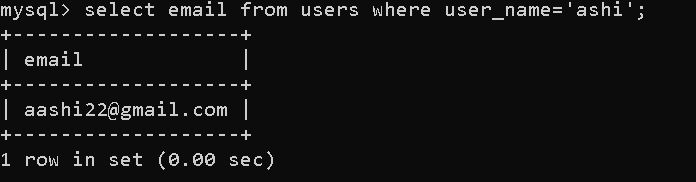 mysql> select email from users where user_name='ashi';
+-------------------+
| email             |
+-------------------+
| aashi22@gmail.com |
+-------------------+
1 row in set (0.00 sec)